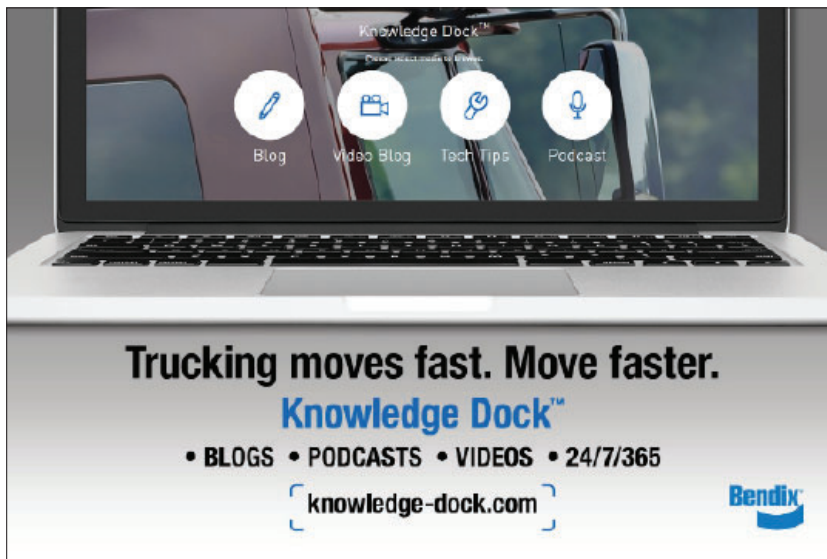 Knowledge Dock™
Blog Video Blog Tech Tips Podcast
Trucking moves fast. Move faster.
Knowledge Dock™
• BLOGS • PODCASTS • VIDEOS • 24/7/365
knowledge-dock.com
Bendix